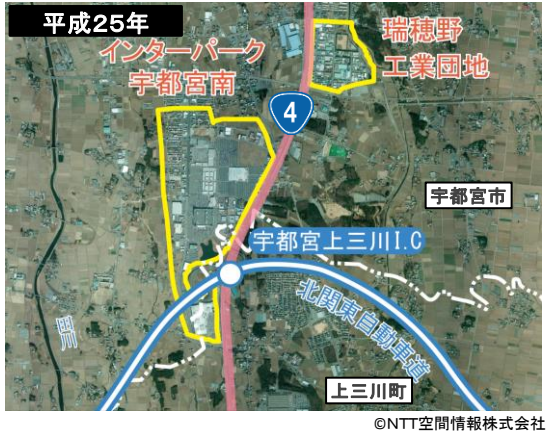 平成25年
インターパーク
宇都宮南
瑞穂野
工業団地
4
宇都宮市
宇都宮上三川I.C
北関東自動車道
上三川町
©NTT空間情報株式会社